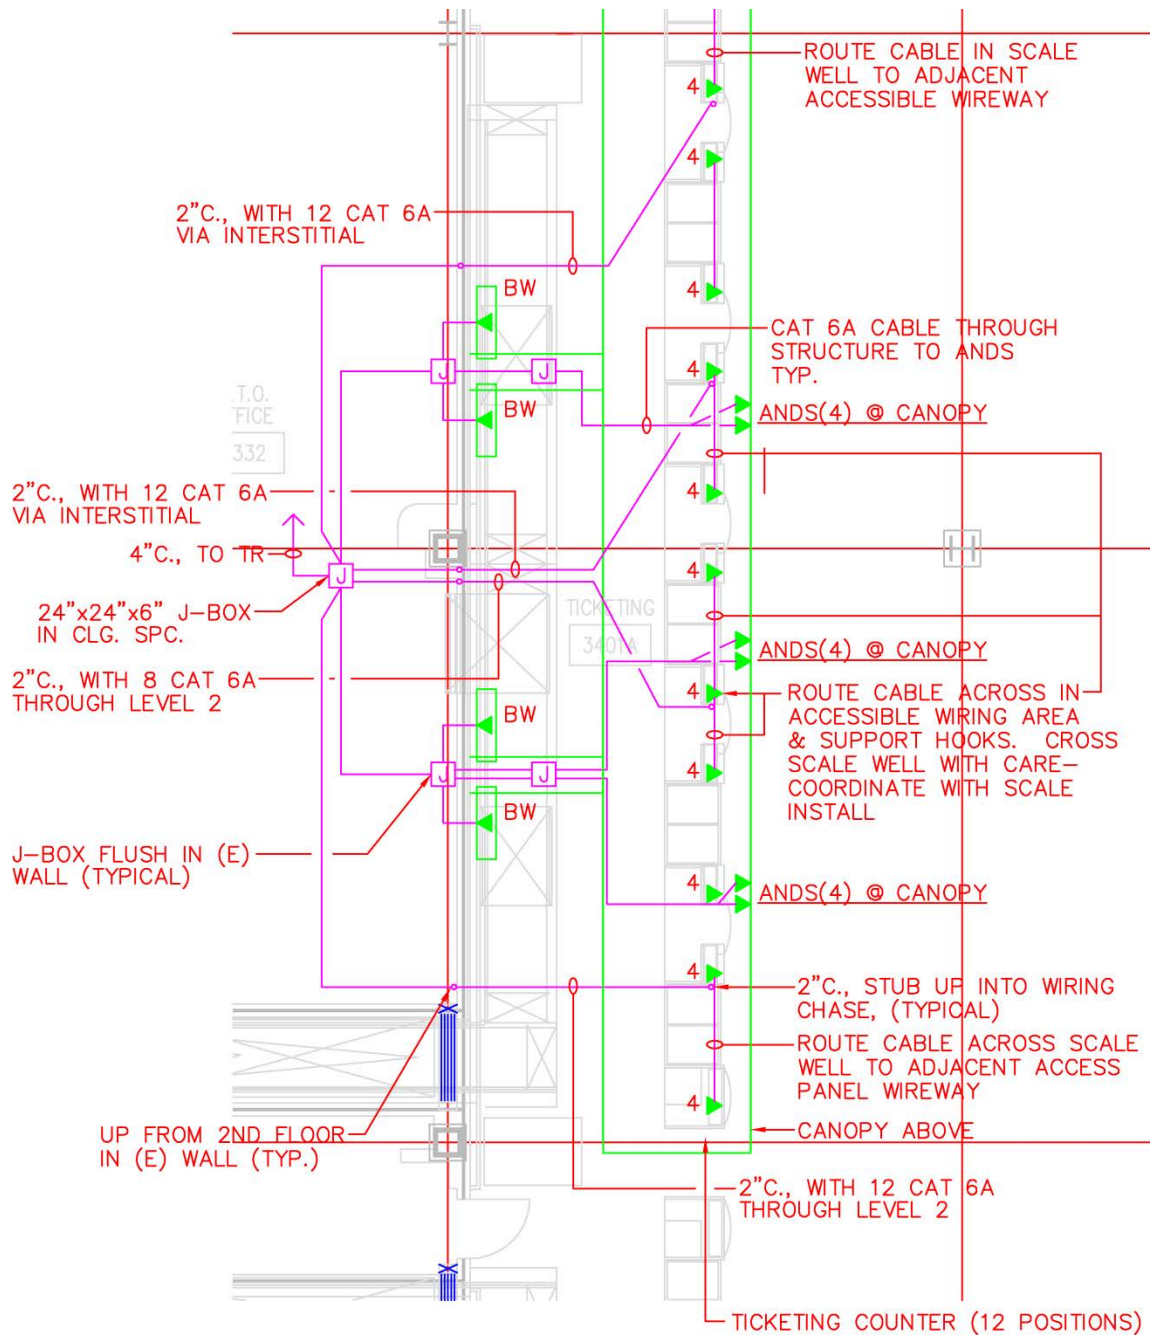 ROUTE CABLE IN SCALE
WELL TO ADJACENT
ACCESSIBLE WIREWAY
4
4
2"C., WITH 12 CAT 6A
VIA INTERSTITIAL
BW
4
CAT 6A CABLE THROUGH
STRUCTURE TO ANDS
TYP.
J
J
4
.T.O.
FICE
332
BW
ANDS(4) @ CANOPY
2"C., WITH 12 CAT 6A
VIA INTERSTITIAL
4
4"C., TO TR
J
4
24"x24"x6" J-BOX
IN CLG. SPC.
TICKETING
3401A
ANDS(4) @ CANOPY
2"C., WITH 8 CAT 6A
THROUGH LEVEL 2
4
ROUTE CABLE ACROSS IN
ACCESSIBLE WIRING AREA
& SUPPORT HOOKS. CROSS
SCALE WELL WITH CARE-
COORDINATE WITH SCALE
INSTALL
BW
J
J
4
BW
J-BOX FLUSH IN (E)
WALL (TYPICAL)
4
ANDS(4) @ CANOPY
4
2"C., STUB UP INTO WIRING
CHASE, (TYPICAL)
ROUTE CABLE ACROSS SCALE
WELL TO ADJACENT ACCESS
PANEL WIREWAY
4
UP FROM 2ND FLOOR
IN (E) WALL (TYP.)
CANOPY ABOVE
2"C., WITH 12 CAT 6A
THROUGH LEVEL 2
TICKETING COUNTER (12 POSITIONS)